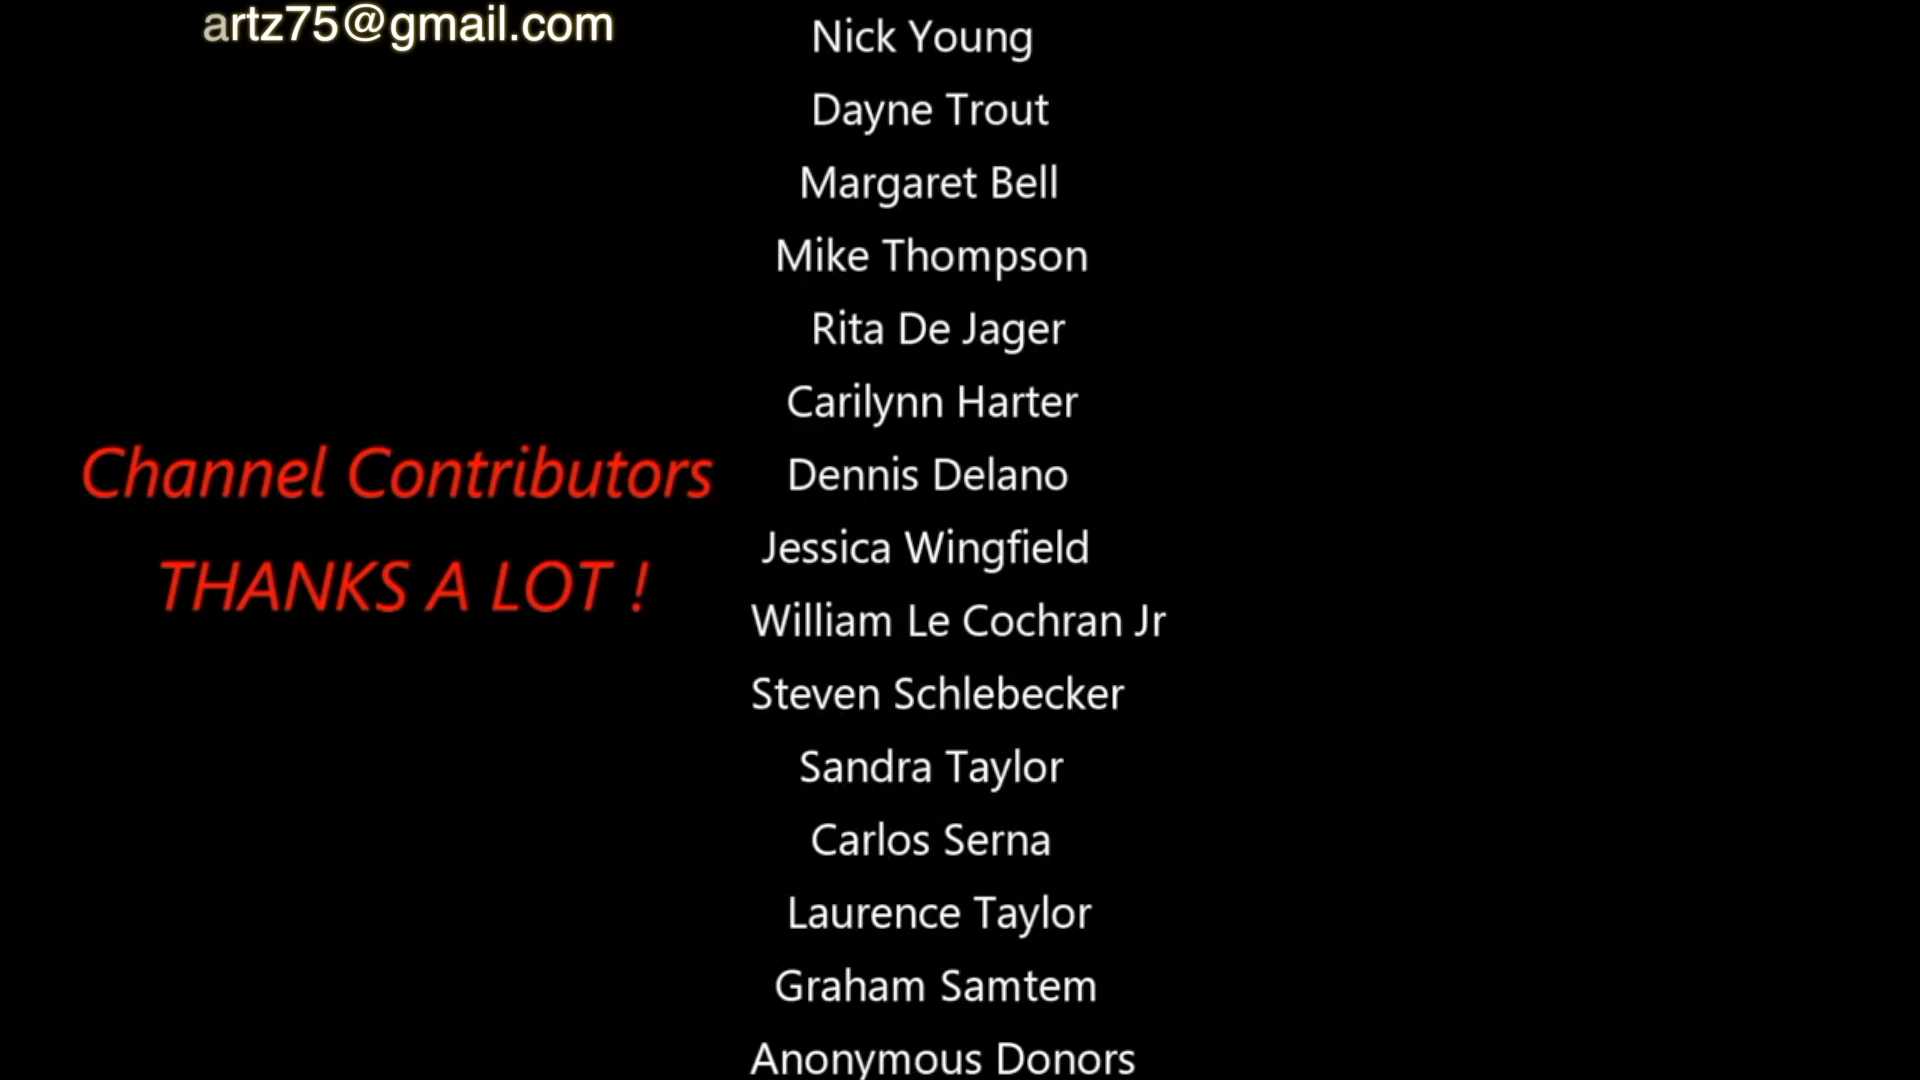 artz75@gmail.com
Channel Contributors
THANKS A LOT !
Nick Young
Dayne Trout
Margaret Bell
Mike Thompson
Rita De Jager
Carilynn Harter
Dennis Delano
Jessica Wingfield
William Le Cochran Jr
Steven Schlebecker
Sandra Taylor
Carlos Serna
Laurence Taylor
Graham Samtem
Anonymous Donors